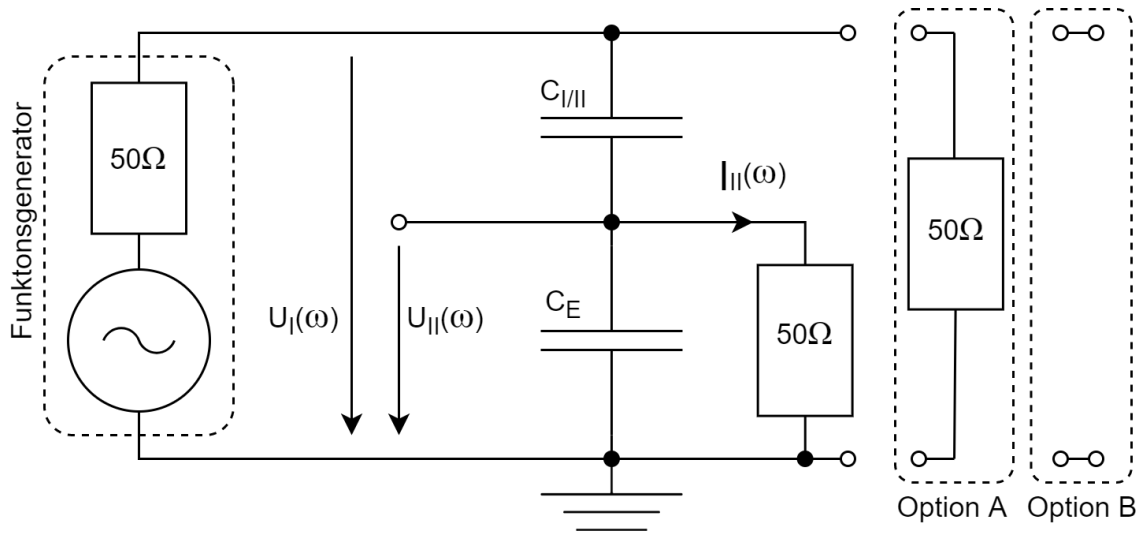 Funktonsgenerator
50Ω
U_I(ω)
U_II(ω)
C_I/II
C_E
I_II(ω)
50Ω
50Ω
Option A
Option B